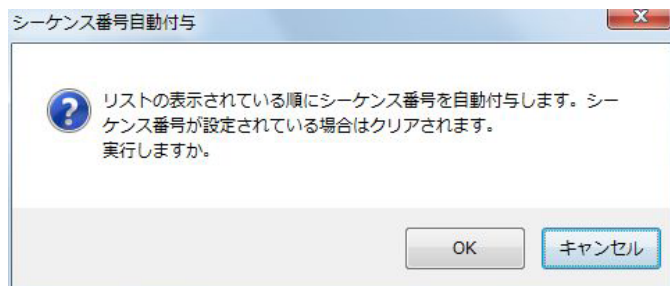 シーケンス番号自動付与
リストの表示されている順にシーケンス番号を自動付与します。シー
ケンス番号が設定されている場合はクリアされます。
実行しますか。
OK
キャンセル